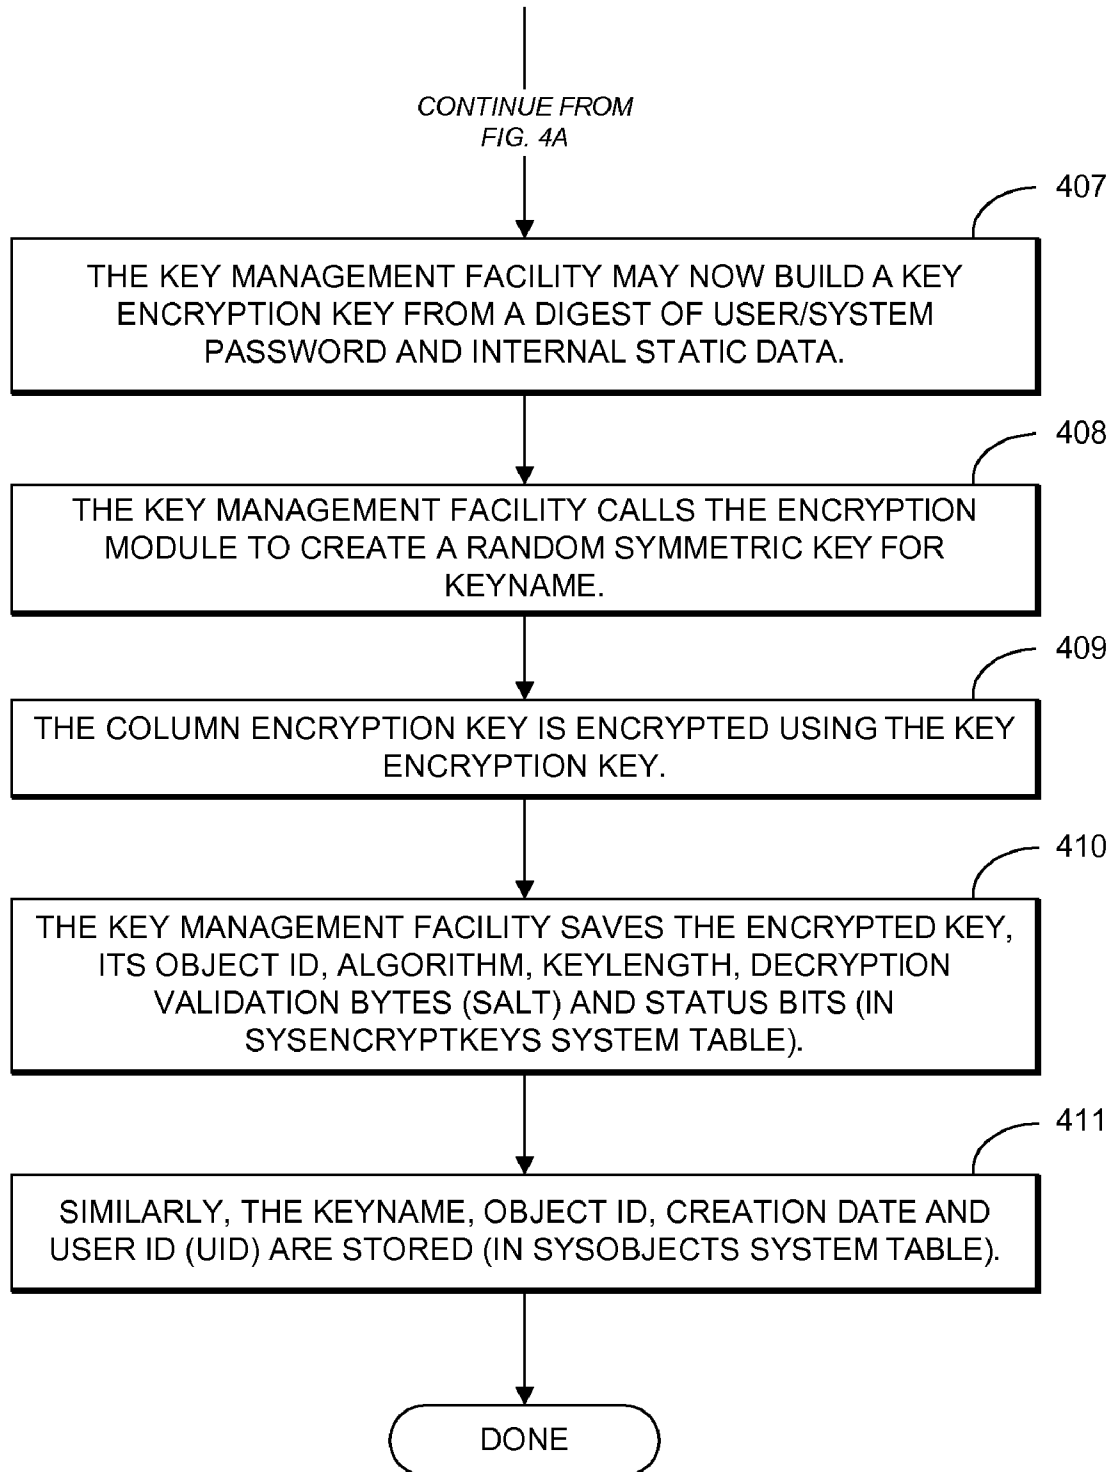 CONTINUE FROM
FIG. 4A
407
THE KEY MANAGEMENT FACILITY MAY NOW BUILD A KEY
ENCRYPTION KEY FROM A DIGEST OF USER/SYSTEM
PASSWORD AND INTERNAL STATIC DATA.
408
THE KEY MANAGEMENT FACILITY CALLS THE ENCRYPTION
MODULE TO CREATE A RANDOM SYMMETRIC KEY FOR
KEYNAME.
409
THE COLUMN ENCRYPTION KEY IS ENCRYPTED USING THE KEY
ENCRYPTION KEY.
410
THE KEY MANAGEMENT FACILITY SAVES THE ENCRYPTED KEY,
ITS OBJECT ID, ALGORITHM, KEYLENGTH, DECRYPTION
VALIDATION BYTES (SALT) AND STATUS BITS (IN
SYSENCRYPTKEYS SYSTEM TABLE).
411
SIMILARLY, THE KEYNAME, OBJECT ID, CREATION DATE AND
USER ID (UID) ARE STORED (IN SYSOBJECTS SYSTEM TABLE).
DONE